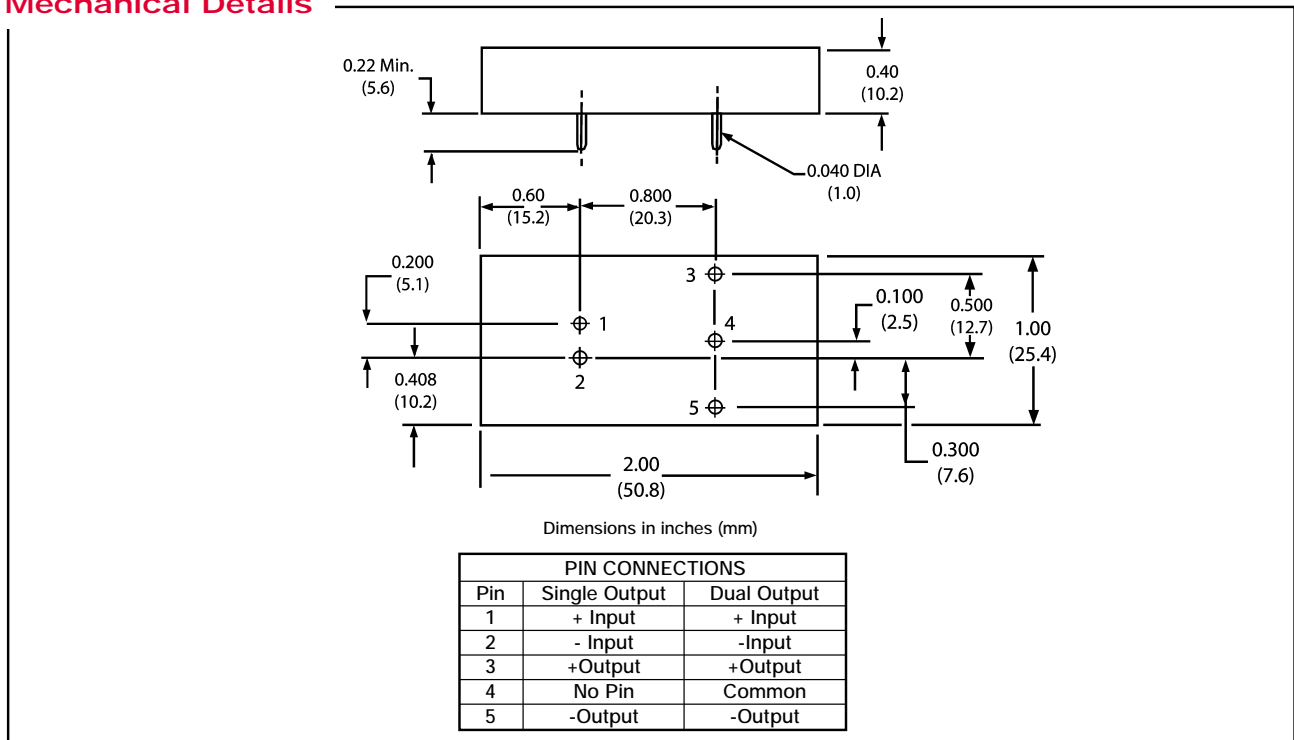 Mechanical Details
0.22 Min.
(5.6)
0.40
(10.2)
0.040 DIA
(1.0)
0.60
(15.2)
0.800
(20.3)
0.200
(5.1)
0.408
(10.2)
1
2
3
4
5
0.100
(2.5)
0.500
(12.7)
1.00
(25.4)
0.300
(7.6)
2.00
(50.8)
Dimensions in inches (mm)
PIN CONNECTIONS
Pin Single Output Dual Output
1 + Input + Input
2 - Input -Input
3 +Output +Output
4 No Pin Common
5 -Output -Output